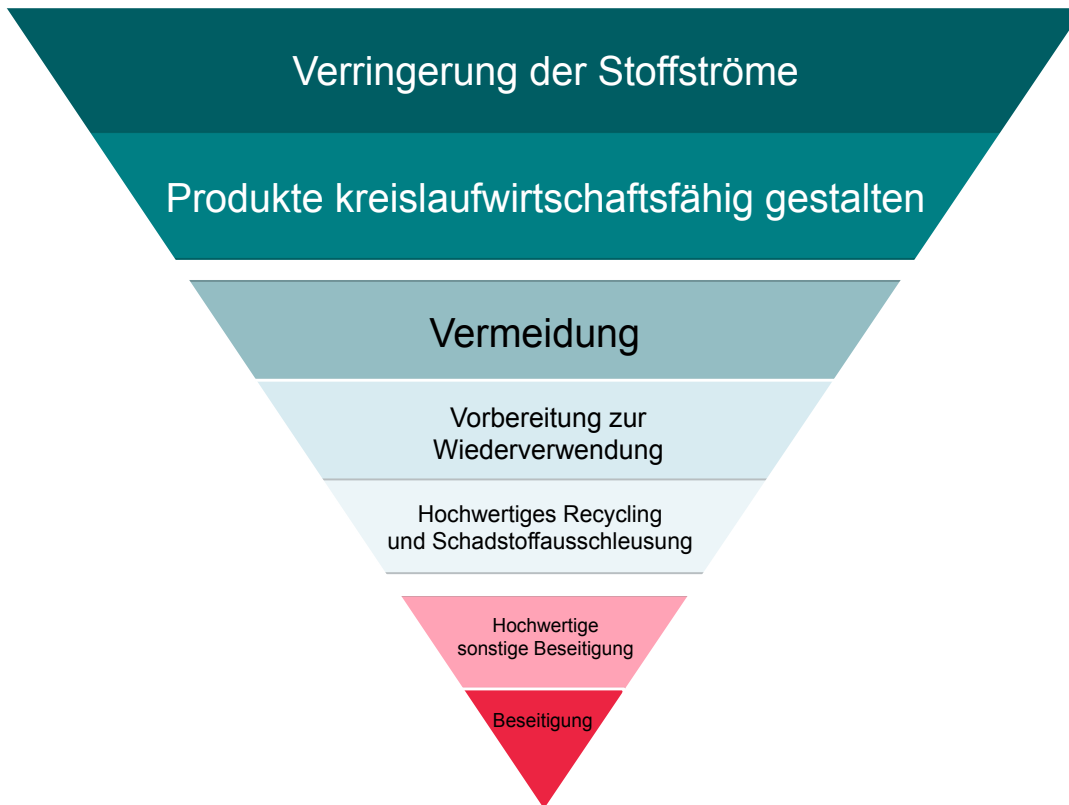 Verringerung der Stoffströme
Produkte kreislaufwirtschaftsfähig gestalten
Vermeidung
Vorbereitung zur
Wiederverwendung
Hochwertiges Recycling
und Schadstoffausschleusung
Hochwertige
sonstige Beseitigung
Beseitigung